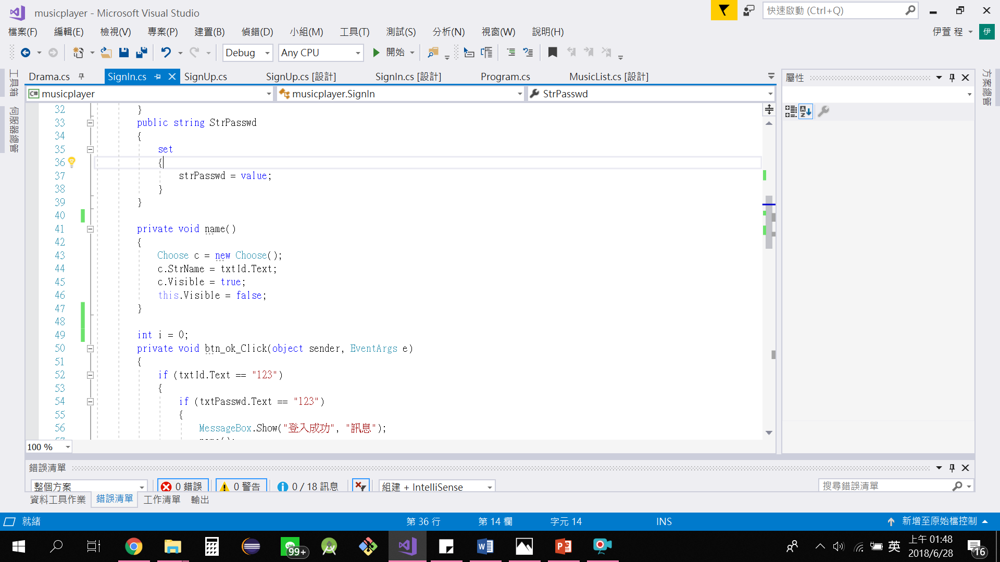 musicplayer - Microsoft Visual Studio
快速啟動 (Ctrl+Q)
檔案(F) 編輯(E) 檢視(V) 專案(P) 建置(B) 偵錯(D) 小組(M) 工具(T) 測試(S) 分析(N) 視窗(W) 說明(H)
伊萱 程 伊
Debug Any CPU 開始
工具箱
伺服器總管
Drama.cs SignIn.cs SignUp.cs SignUp.cs [設計] SignIn.cs [設計] Program.cs MusicList.cs [設計]
C# musicplayer musicplayer.SignIn StrPasswd
32 }
33 public string StrPasswd
34 {
35 set
36 {
37 strPasswd = value;
38 }
39 }
40
41 private void name()
42 {
43 Choose c = new Choose();
44 c.StrName = txtId.Text;
45 c.Visible = true;
46 this.Visible = false;
47 }
48
49 int i = 0;
50 private void btn_ok_Click(object sender, EventArgs e)
51 {
52 if (txtId.Text == "123")
53 {
54 if (txtPasswd.Text == "123")
55 {
56 MessageBox.Show("登入成功", "訊息");
100 %
屬性
方案總管
錯誤清單
整個方案 0 錯誤 0 警告 0 / 18 訊息 組建 + IntelliSense 搜尋錯誤清單
資料工具作業 錯誤清單 工作清單 輸出
就緒 第 36 行 第 14 欄 字元 14 INS 新增至原始檔控制
99+
英
上午 01:48
2018/6/28
16